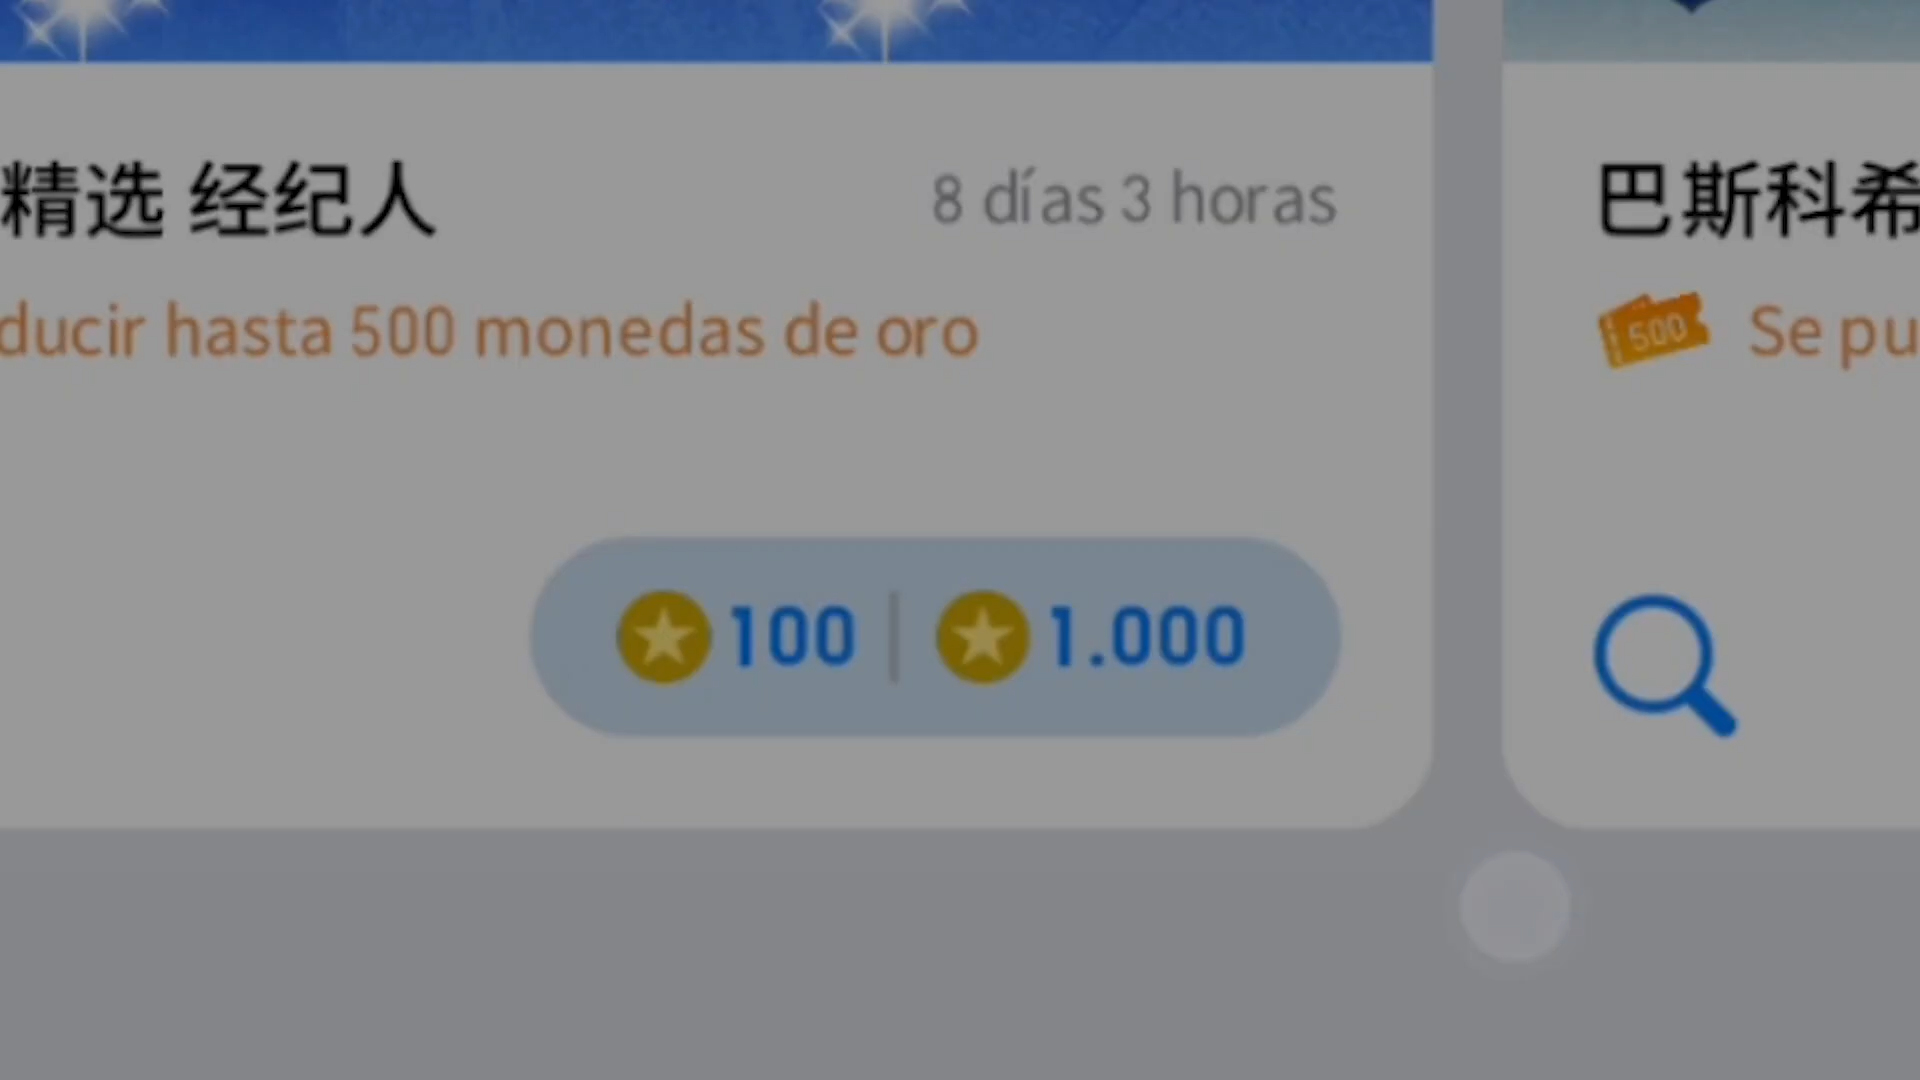 精选 经纪人
8 días 3 horas
ducir hasta 500 monedas de oro
100 | 1.000
巴斯科希
500 Se pu